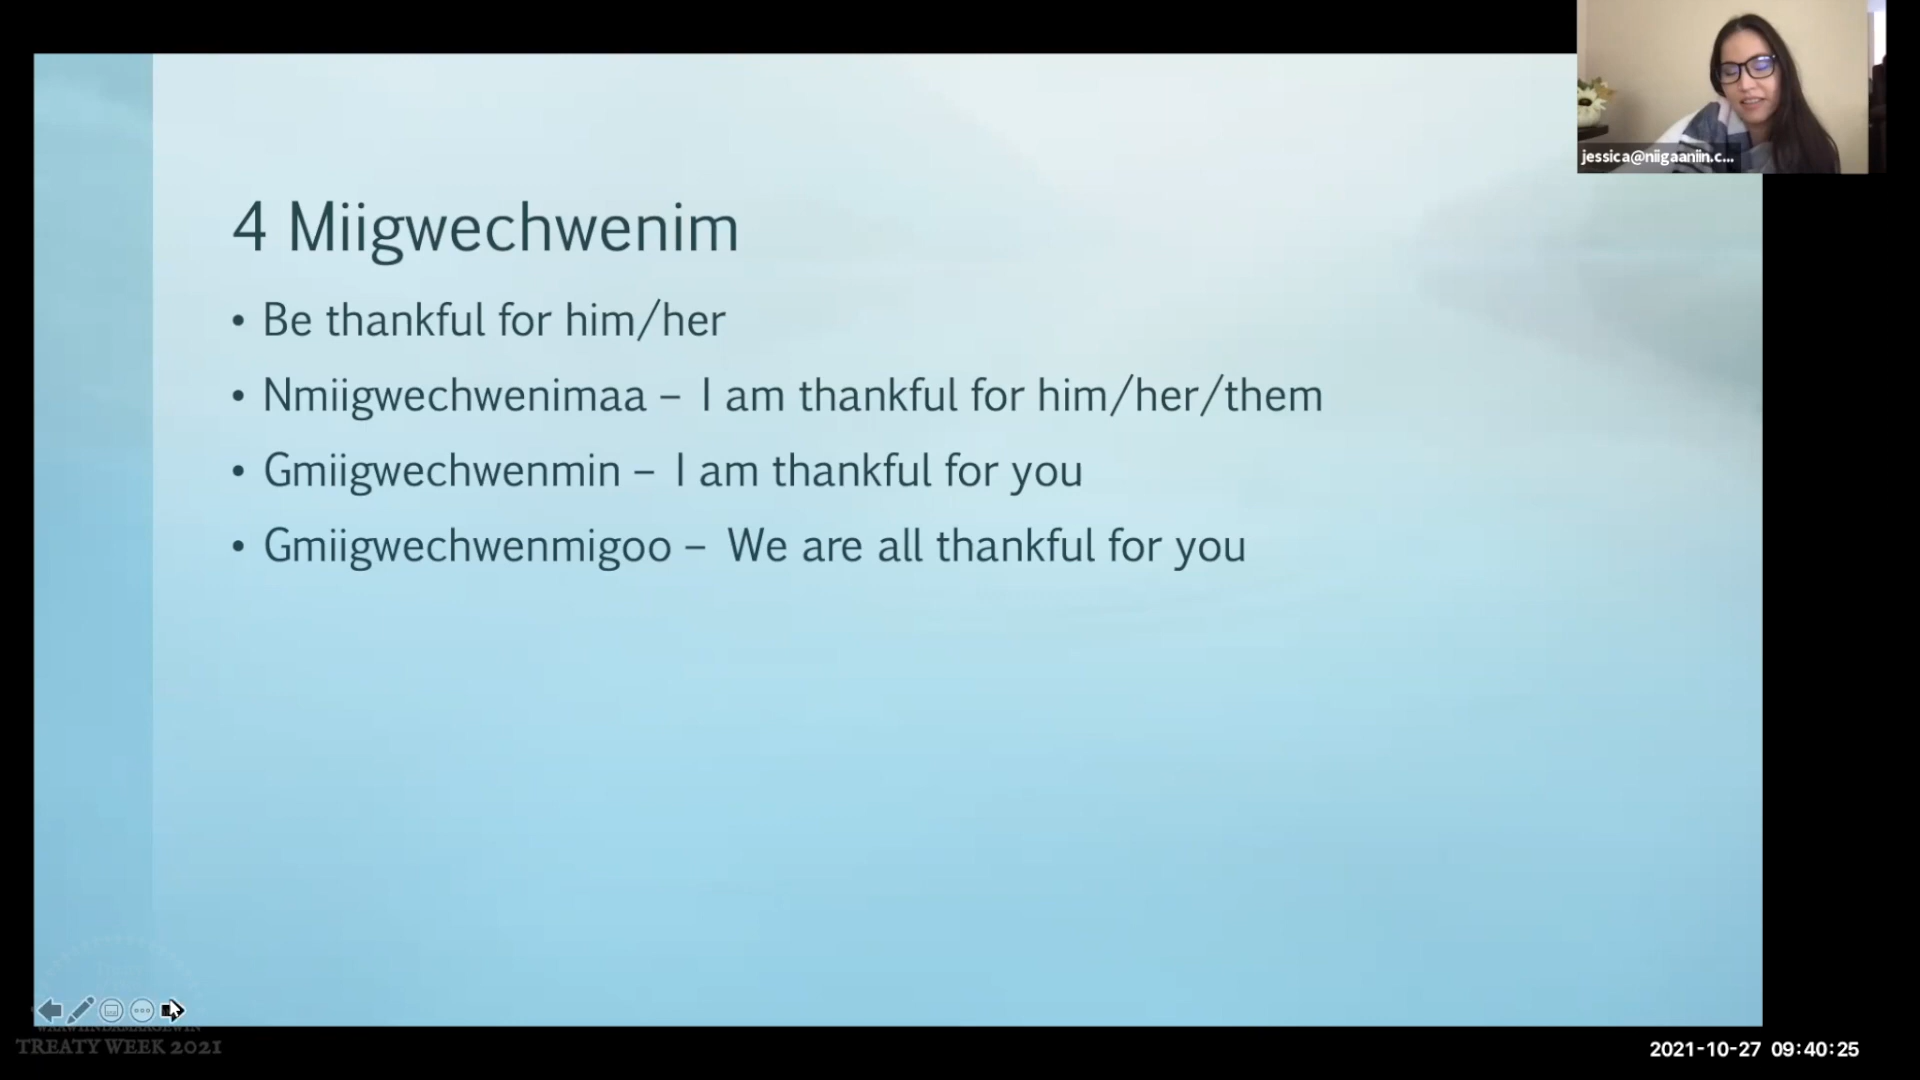 jessica@niigaaniin.c...
4 Miigwechwenim
• Be thankful for him/her
• Nmiigwechwenimaa – I am thankful for him/her/them
• Gmiigwechwenmin – I am thankful for you
• Gmiigwechwenmigoo – We are all thankful for you
TREATY WEEK 2021
2021-10-27 09:40:25